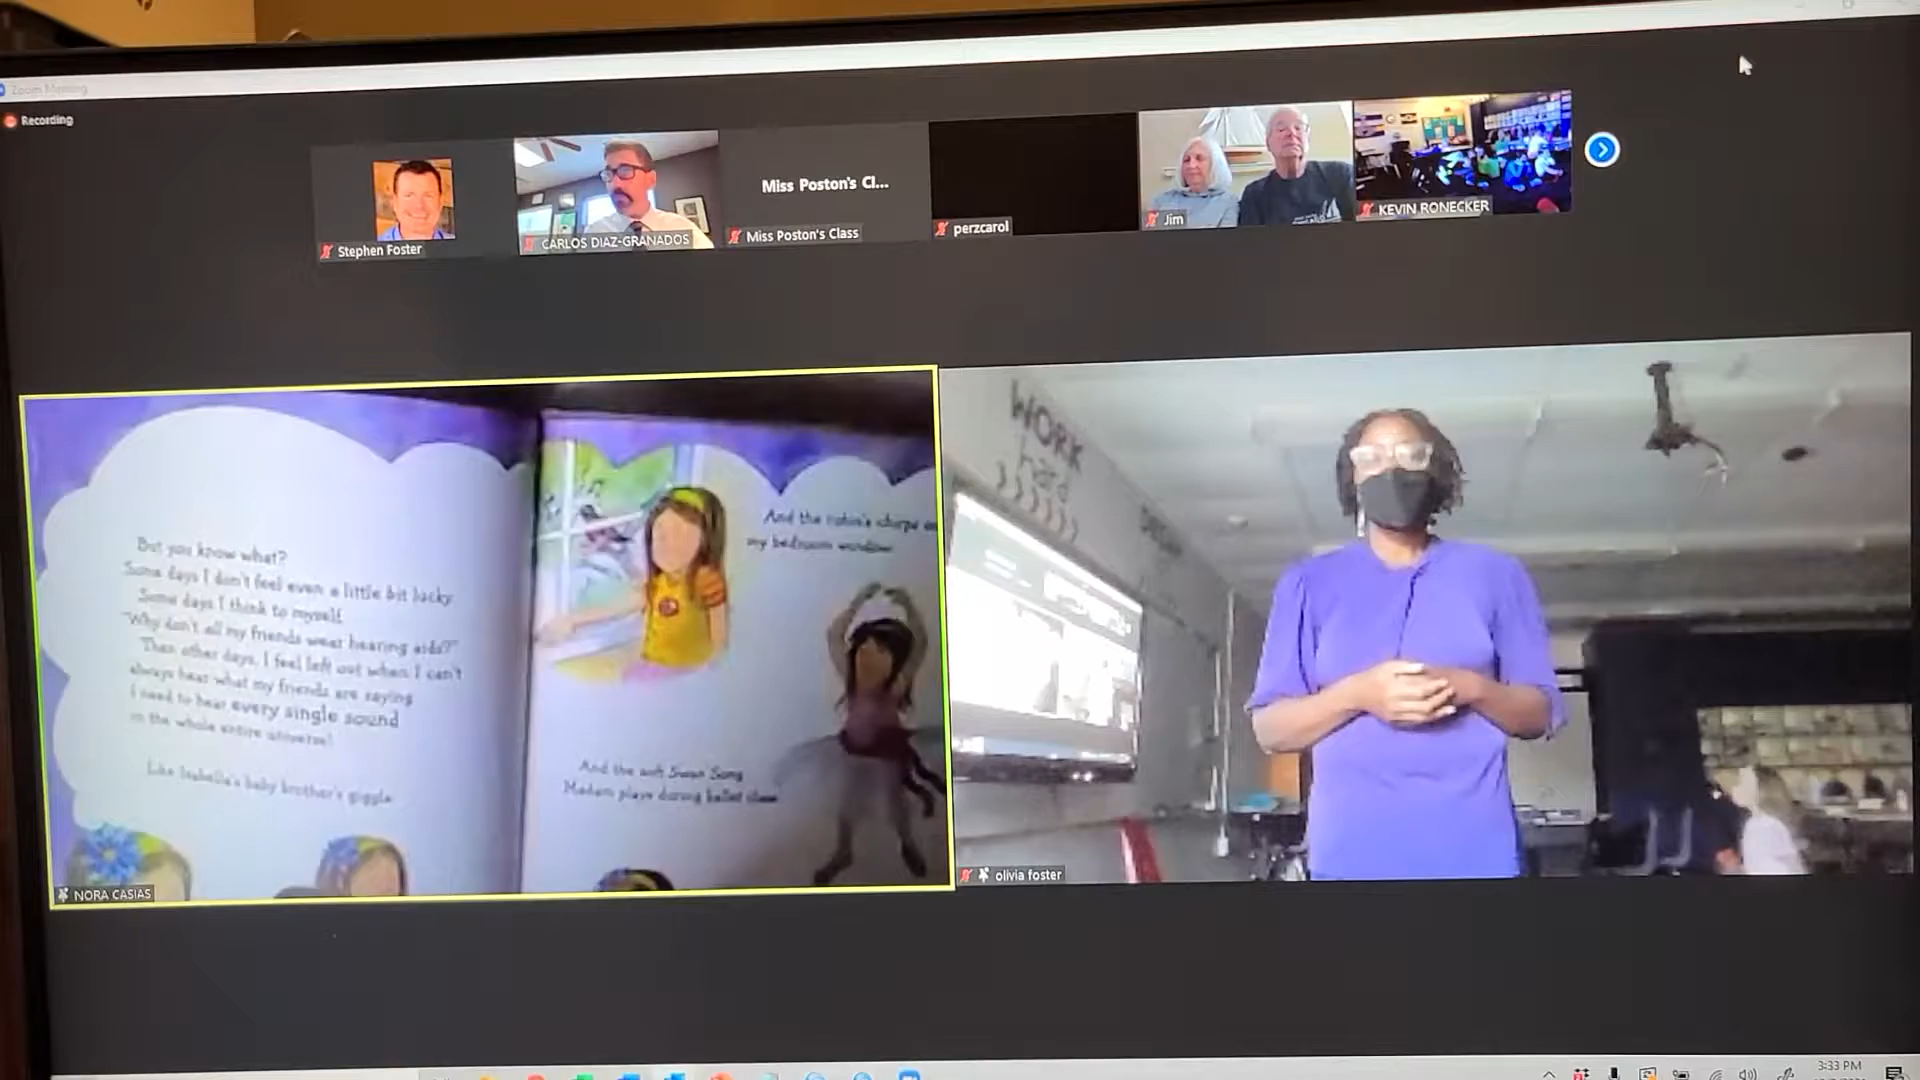 Zoom Meeting
Recording
Miss Poston's Cl...
Stephen Foster
CARLOS DIAZ-GRANADOS
Miss Poston's Class
perzcarol
Jim
KEVIN RONECKER
But you know what?
Some days I don't feel even a little bit lucky.
Some days I think to myself,
"Why don't all my friends wear hearing aids?"
Then other days, I feel left out when I can't
always hear what my friends are saying
I need to hear every single sound
in the whole entire universe!
Like Isabella's baby brother's giggle
And the robin's chirps
my bedroom window
And the soft Swan Song
Madam plays during ballet class
NORA CASIAS
WORK
Hard
olivia foster
3:33 PM